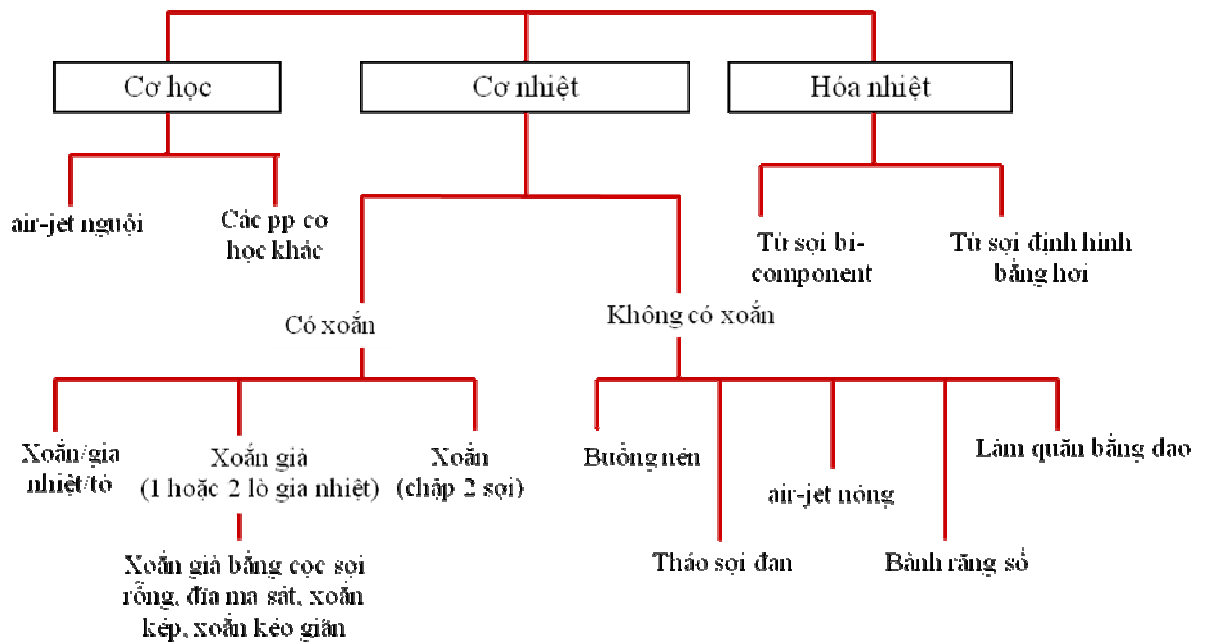 Cơ học
Cơ nhiệt
Hóa nhiệt
air-jet nguội
Các pp cơ
học khác
Từ sợi bi-
component
Từ sợi định hình
bằng hơi
Có xoắn
Không có xoắn
Xoắn/gia
nhiệt/tở
Xoắn giả
(1 hoặc 2 lò gia nhiệt)
Xoắn
(chập 2 sợi)
Buồng nén
Làm quăn bằng dao
air-jet nóng
Tháo sợi đan
Bành răng số
Xoắn giả bằng cọc sợi
rỗng, đĩa ma sát, xoắn
kép, xoắn kéo giãn